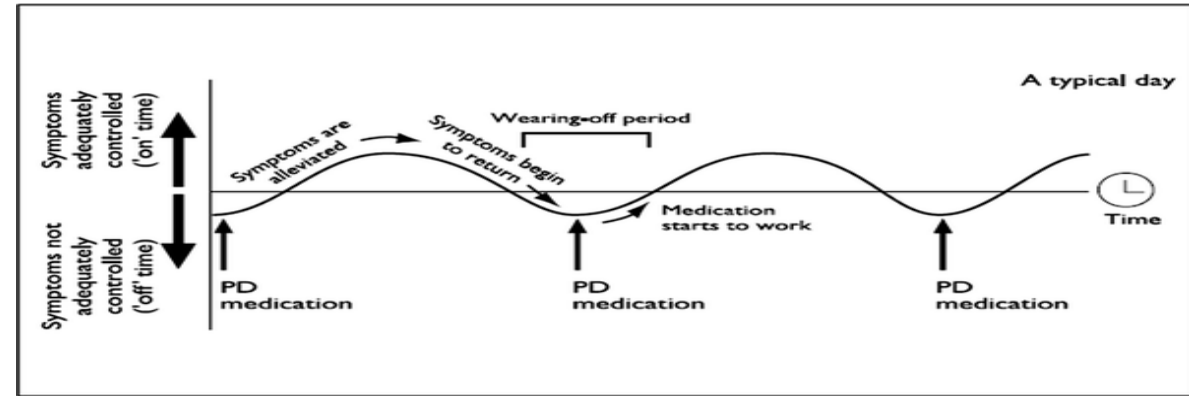 A typical day
Symptoms
adequately
controlled
('on' time)
Symptoms not
adequately
controlled
('off' time)
Symptoms are
alleviated
Symptoms begin
to return
Wearing-off period
Medication
starts to work
Time
PD
medication
PD
medication
PD
medication